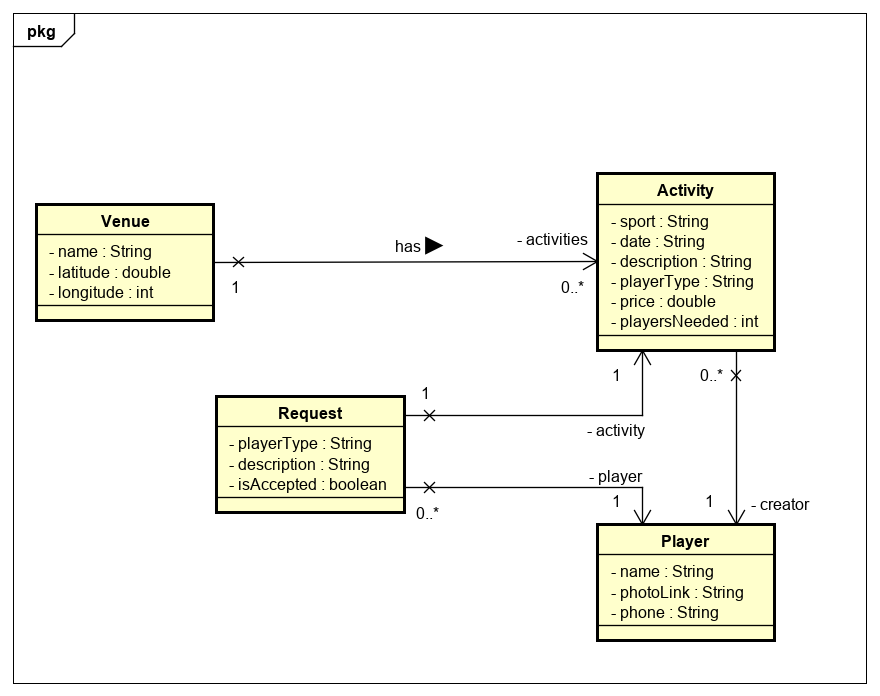 pkg
Activity
- sport : String
- date : String
- description : String
- playerType : String
- price : double
- playersNeeded : int
Venue
- name : String
- latitude : double
- longitude : int
has
- activities
1
0..*
1
0..*
1
- activity
Request
- playerType : String
- description : String
- isAccepted : boolean
- player
0..*
1
1
- creator
Player
- name : String
- photoLink : String
- phone : String